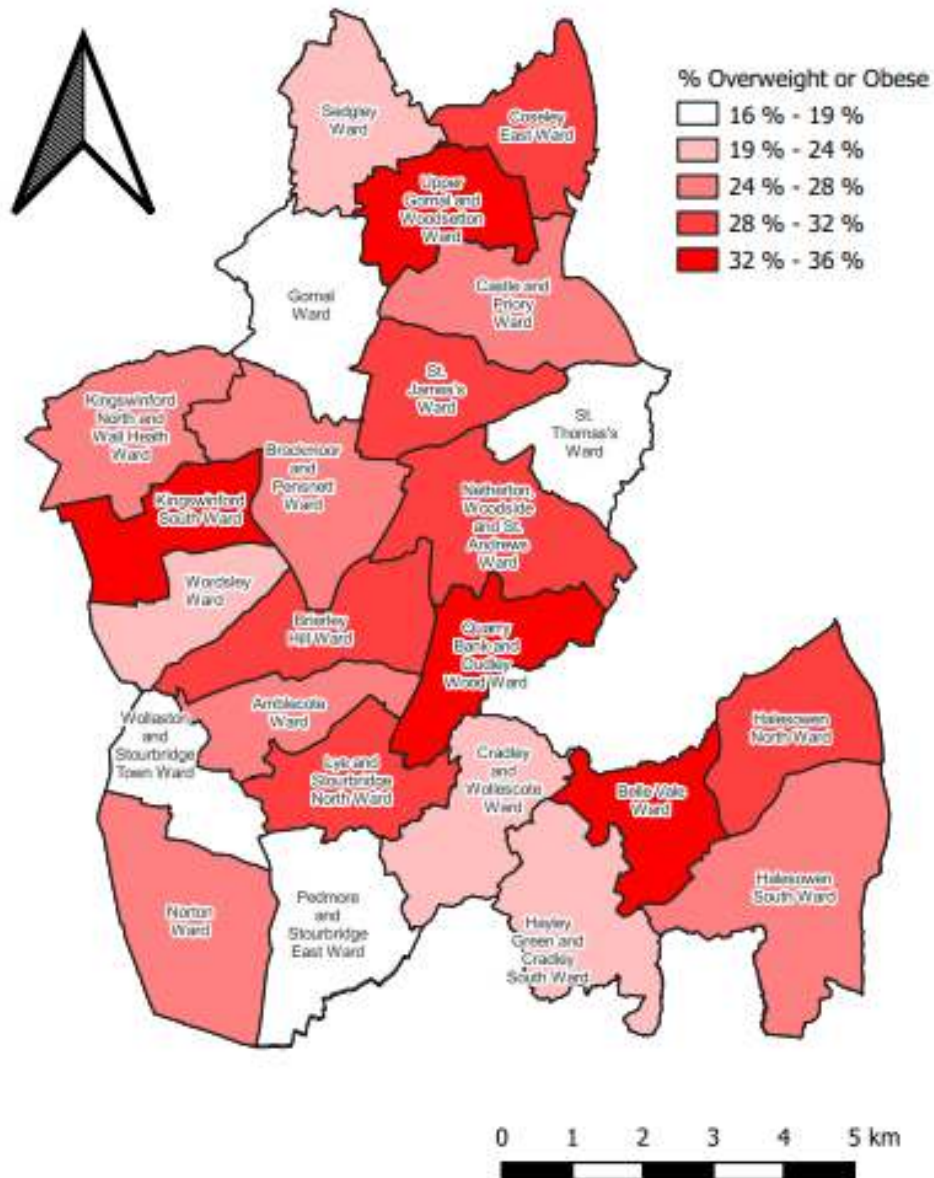 % Overweight or Obese
16 % - 19 %
19 % - 24 %
24 % - 28 %
28 % - 32 %
32 % - 36 %
Sedgley
Ward
Coseley
East Ward
Upper
Gornal and
Woodsetton
Ward
Gornal
Ward
Castle and
Priory
Ward
St.
James's
Ward
St.
Thomas's
Ward
Kingswinford
North and
Wall Heath
Ward
Brockmoor
and
Pensnett
Ward
Kingswinford
South Ward
Netherton,
Woodside
and St.
Andrews
Ward
Wordsley
Ward
Brierley
Hill Ward
Quarry
Bank and
Dudley
Wood Ward
Amblecote
Ward
Wollaston
and
Stourbridge
Town Ward
Lye and
Stourbridge
North Ward
Cradley
and
Wollescote
Ward
Halesowen
North Ward
Belle Vale
Ward
Halesowen
South Ward
Norton
Ward
Pedmore
and
Stourbridge
East Ward
Hayley
Green and
Cradley
South Ward
0 1 2 3 4 5 km